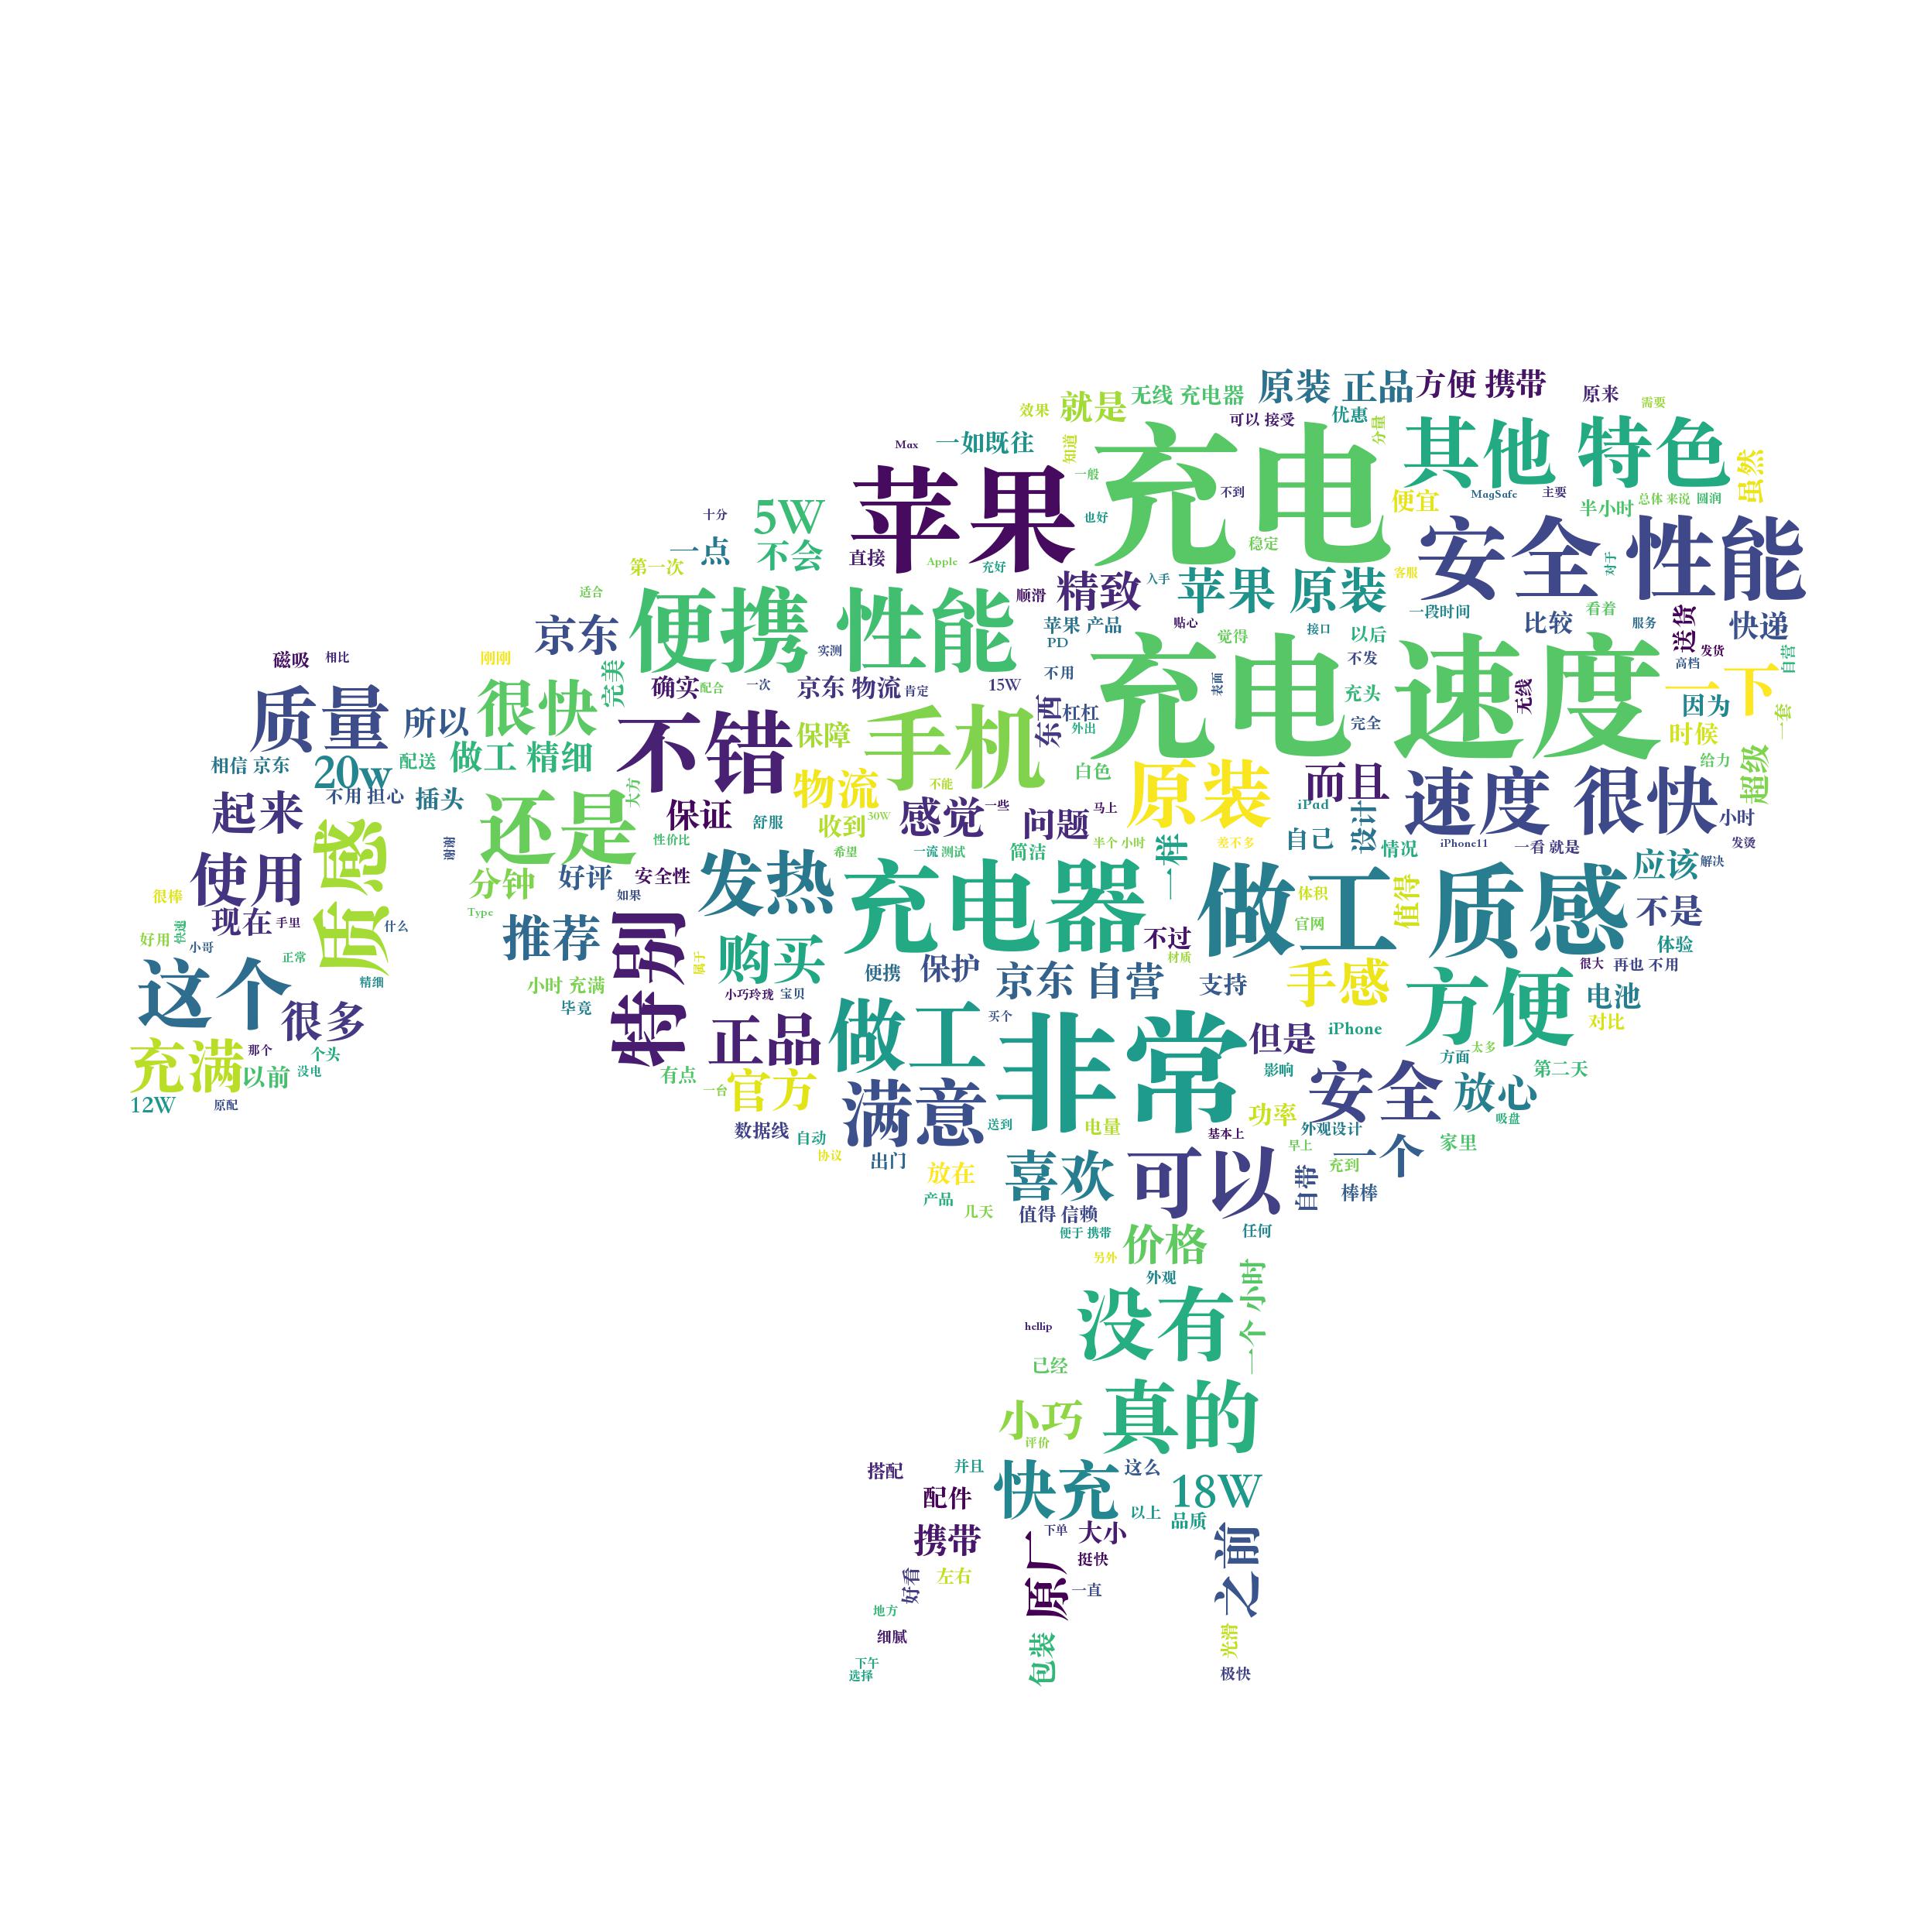 原装 正品 方便 携带
原来
需要
无线 充电器
就是
效果
可以 接受
优惠
分量
其他 特色
虽然
Max
一如既往
知道
充电
一般
苹果
不到
便宜
MagSafe
主要
总体 来说
圆润
半小时
十分
5W
也好
安全 性能
一点
不会
直接
稳定
第一次
Apple
充好
精致
入手
苹果 原装
客服
对于
适合
便携 性能
顺滑
一段时间
看着
送货
京东
苹果 产品
贴心
接口
以后
比较
服务
快递
磁吸
相比
刚刚
完美
实测
PD
觉得
不发
充电 速度
高档
发货
自营
质量
所以
很快
确实
配合
一次
京东 物流
肯定
15W
不用
表面
充头
无线
一下
因为
一套
不错
保障
手机
东西
杠杠
外出
完全
时候
相信 京东
20w
配送
做工 精细
物流
不能
白色
原装
而且
速度 很快
给力
超级
不用 担心
插头
还是
大方
保证
舒服
收到
30W
感觉
一些
问题
马上
iPad
自己
设计
小时
起来
质感
谢谢
性价比
希望
一流 测试
简洁
半个 小时
一样
差不多
情况
iPhone11
一看 就是
发烫
使用
分钟
好评
安全性
发热
充电器
做工 质感
应该
解决
很棒
现在
手里
什么
Type
如果
特别
体积
值得
官网
不是
好用
快递
小哥
推荐
购买
不过
材质
体验
这个
正常
精细
小时 充满
属于
便携
保护
京东 自营
支持
手感
方便
很大
再也 不用
很多
毕竟
小巧玲珑
宝贝
电池
正品
做工
买个
非常
但是
iPhone
对比
充满
那个
个头
以前
没电
有点
一台
官方
影响
方面
太多
第二天
12W
原配
满意
安全
放心
数据线
自动
送到
电量
功率
基本上
外观设计
吸盘
协议
出门
早上
一个
家里
放在
喜欢
可以
自带
充到
棒棒
产品
几天
值得 信赖
便于 携带
价格
任何
另外
外观
一个 小时
没有
hellip
已经
真的
小巧
评价
搭配
并且
快充
这么
18W
配件
以上
品质
携带
原厂
下单
大小
之前
挺快
好看
左右
一直
地方
细腻
包装
光滑
下午
选择
极快